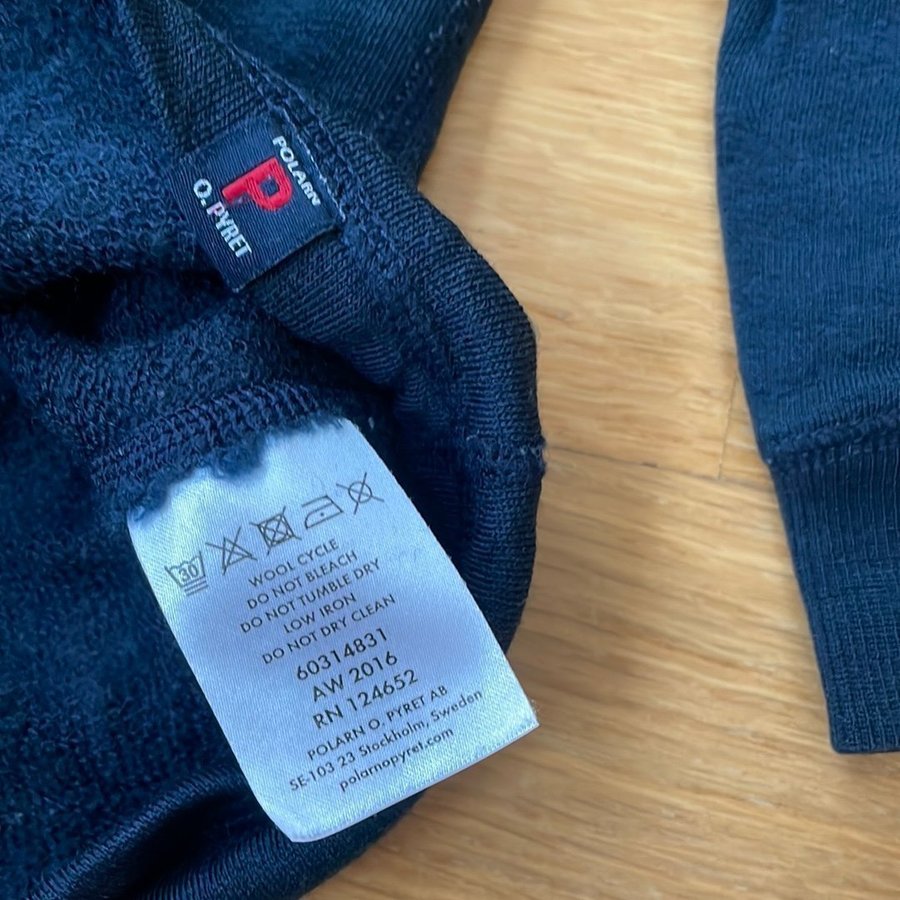 POLARN
P
O. PYRET
30
WOOL CYCLE
DO NOT BLEACH
DO NOT TUMBLE DRY
LOW IRON
DO NOT DRY CLEAN
60314831
AW 2016
RN 124652
POLARN O. PYRET AB
SE-103 23 Stockholm, Sweden
polarnopyret.com